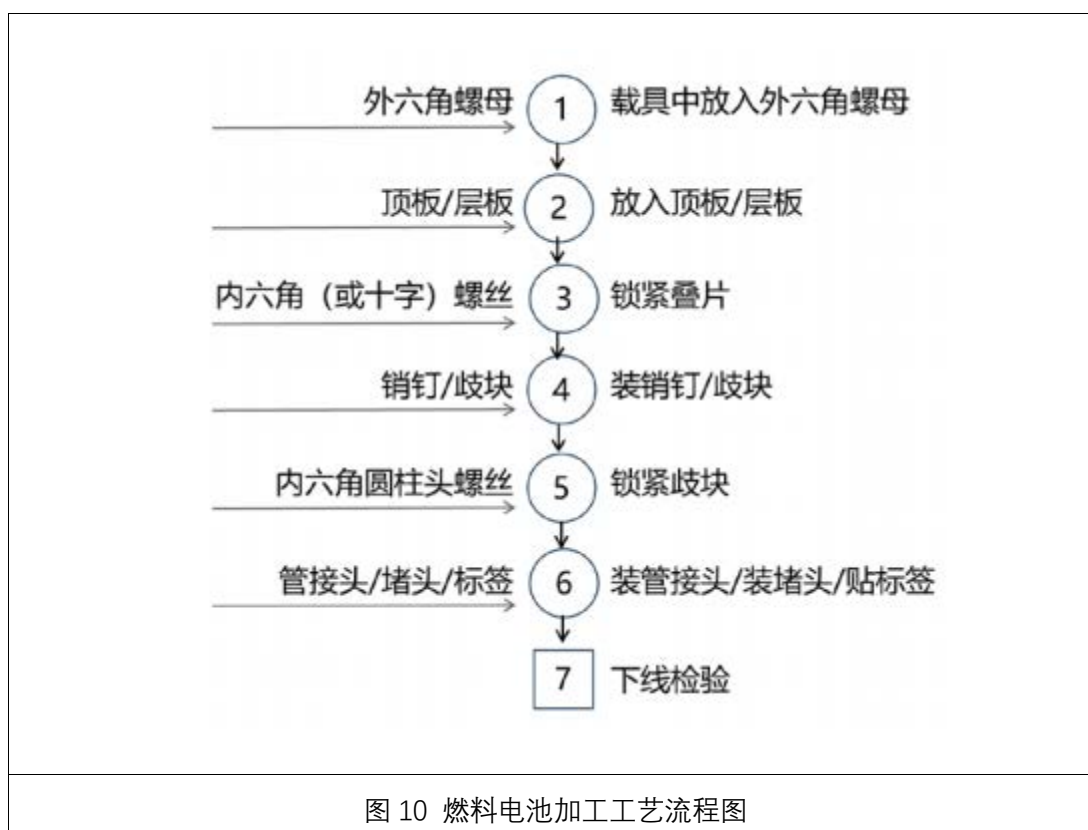 外六角螺母 1 载具中放入外六角螺母
顶板/层板 2 放入顶板/层板
内六角（或十字）螺丝 3 锁紧叠片
销钉/歧块 4 装销钉/歧块
内六角圆柱头螺丝 5 锁紧歧块
管接头/堵头/标签 6 装管接头/装堵头/贴标签
7 下线检验
图 10 燃料电池加工工艺流程图